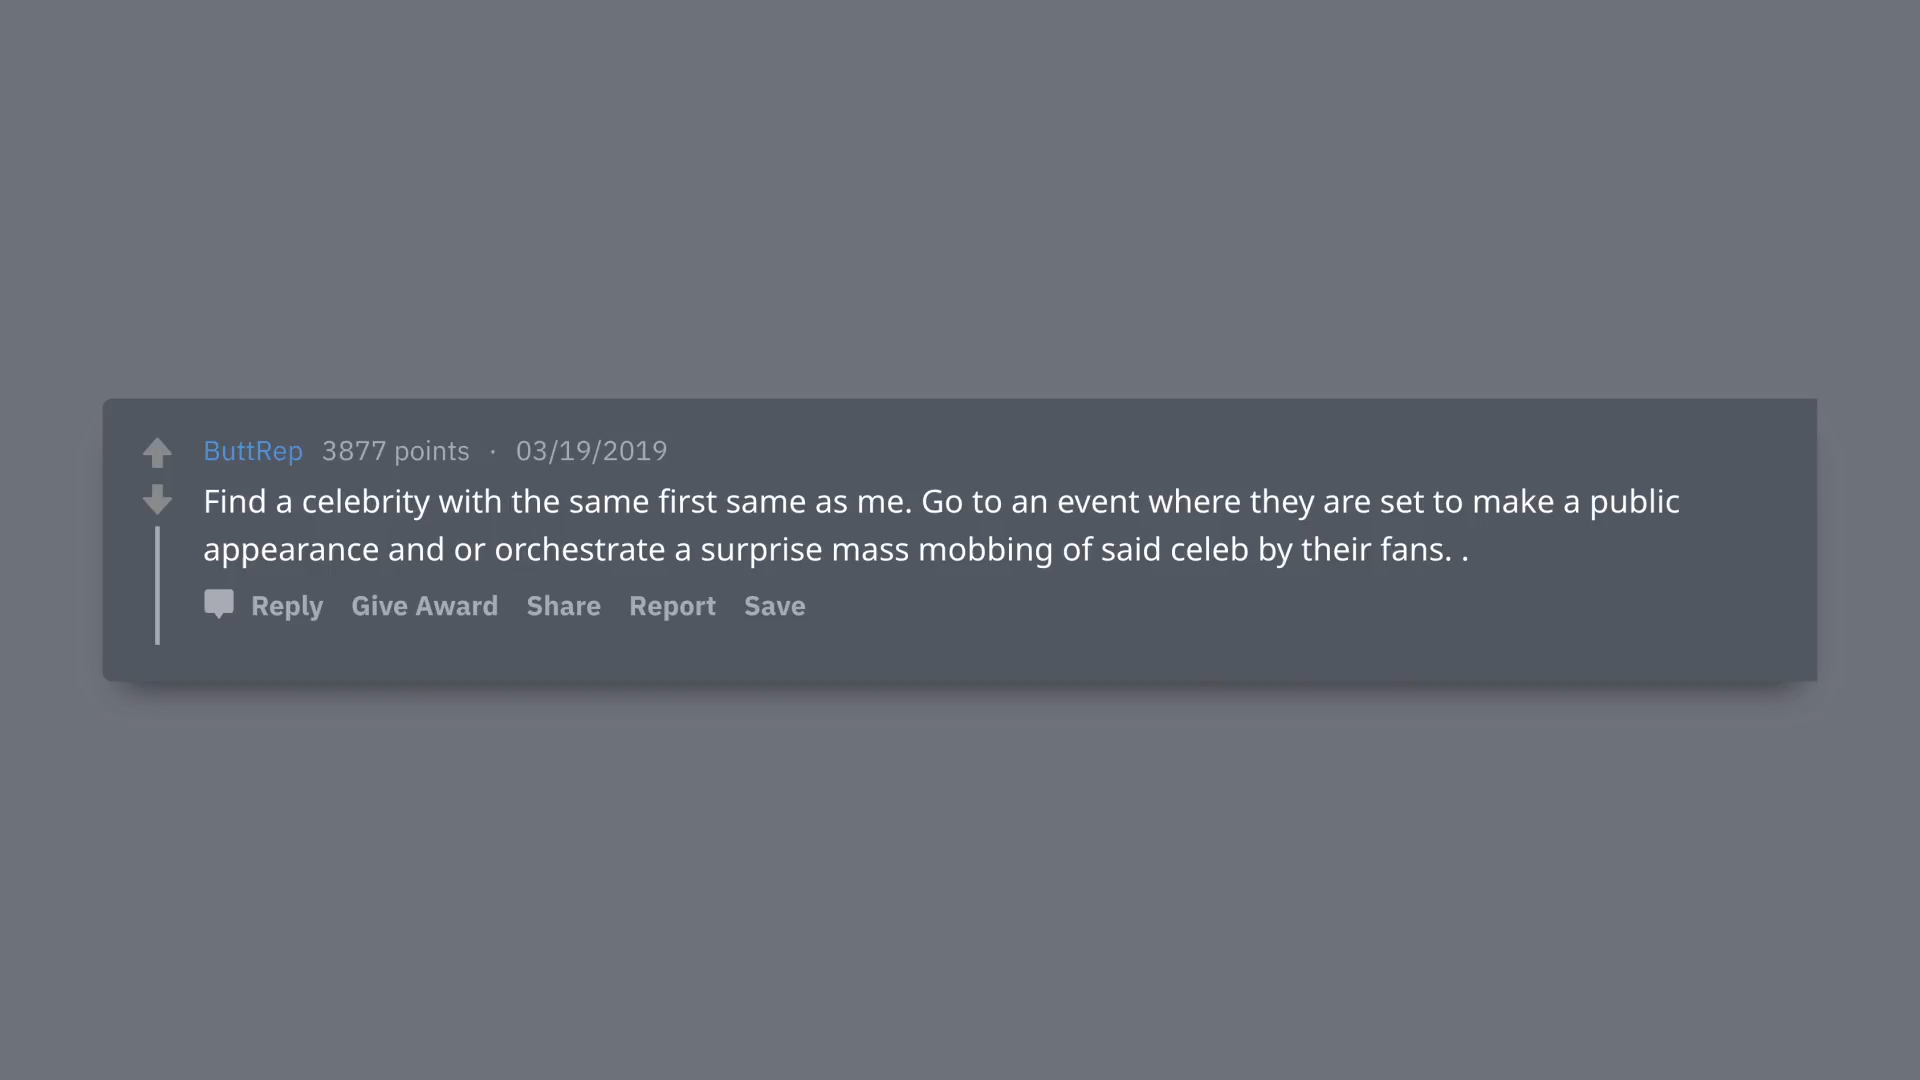 ButtRep 3877 points · 03/19/2019
Find a celebrity with the same first same as me. Go to an event where they are set to make a public
appearance and or orchestrate a surprise mass mobbing of said celeb by their fans. .
Reply Give Award Share Report Save